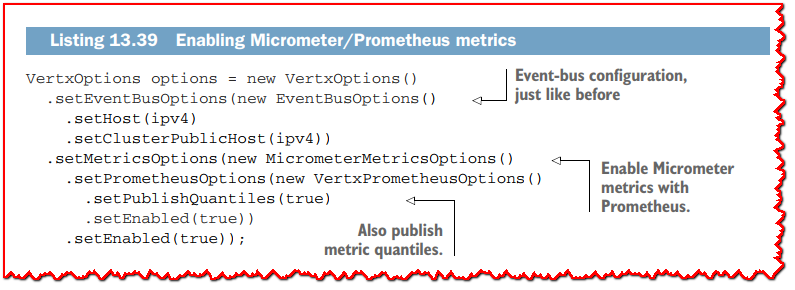 Listing 13.39 Enabling Micrometer/Prometheus metrics
VertxOptions options = new VertxOptions()
.setEventBusOptions(new EventBusOptions()
.setHost(ipv4)
.setClusterPublicHost(ipv4))
.setMetricsOptions(new MicrometerMetricsOptions()
.setPrometheusOptions(new VertxPrometheusOptions()
.setPublishQuantiles(true)
.setEnabled(true))
.setEnabled(true));
Event-bus configuration,
just like before
Enable Micrometer
metrics with
Prometheus.
Also publish
metric quantiles.